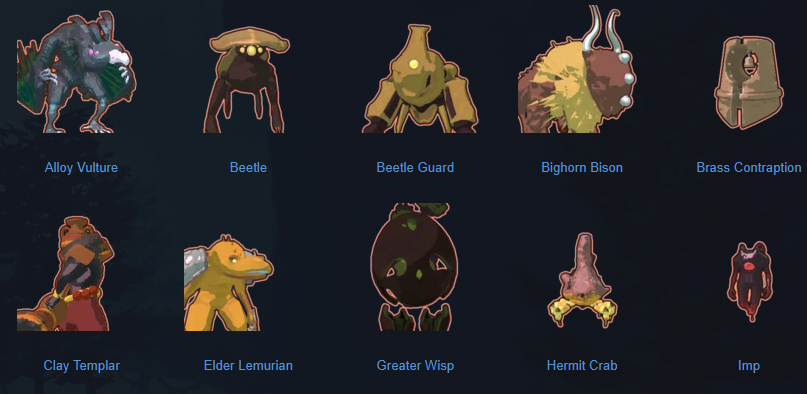 Alloy Vulture
Beetle
Beetle Guard
Bighorn Bison
Brass Contraption
Clay Templar
Elder Lemurian
Greater Wisp
Hermit Crab
Imp